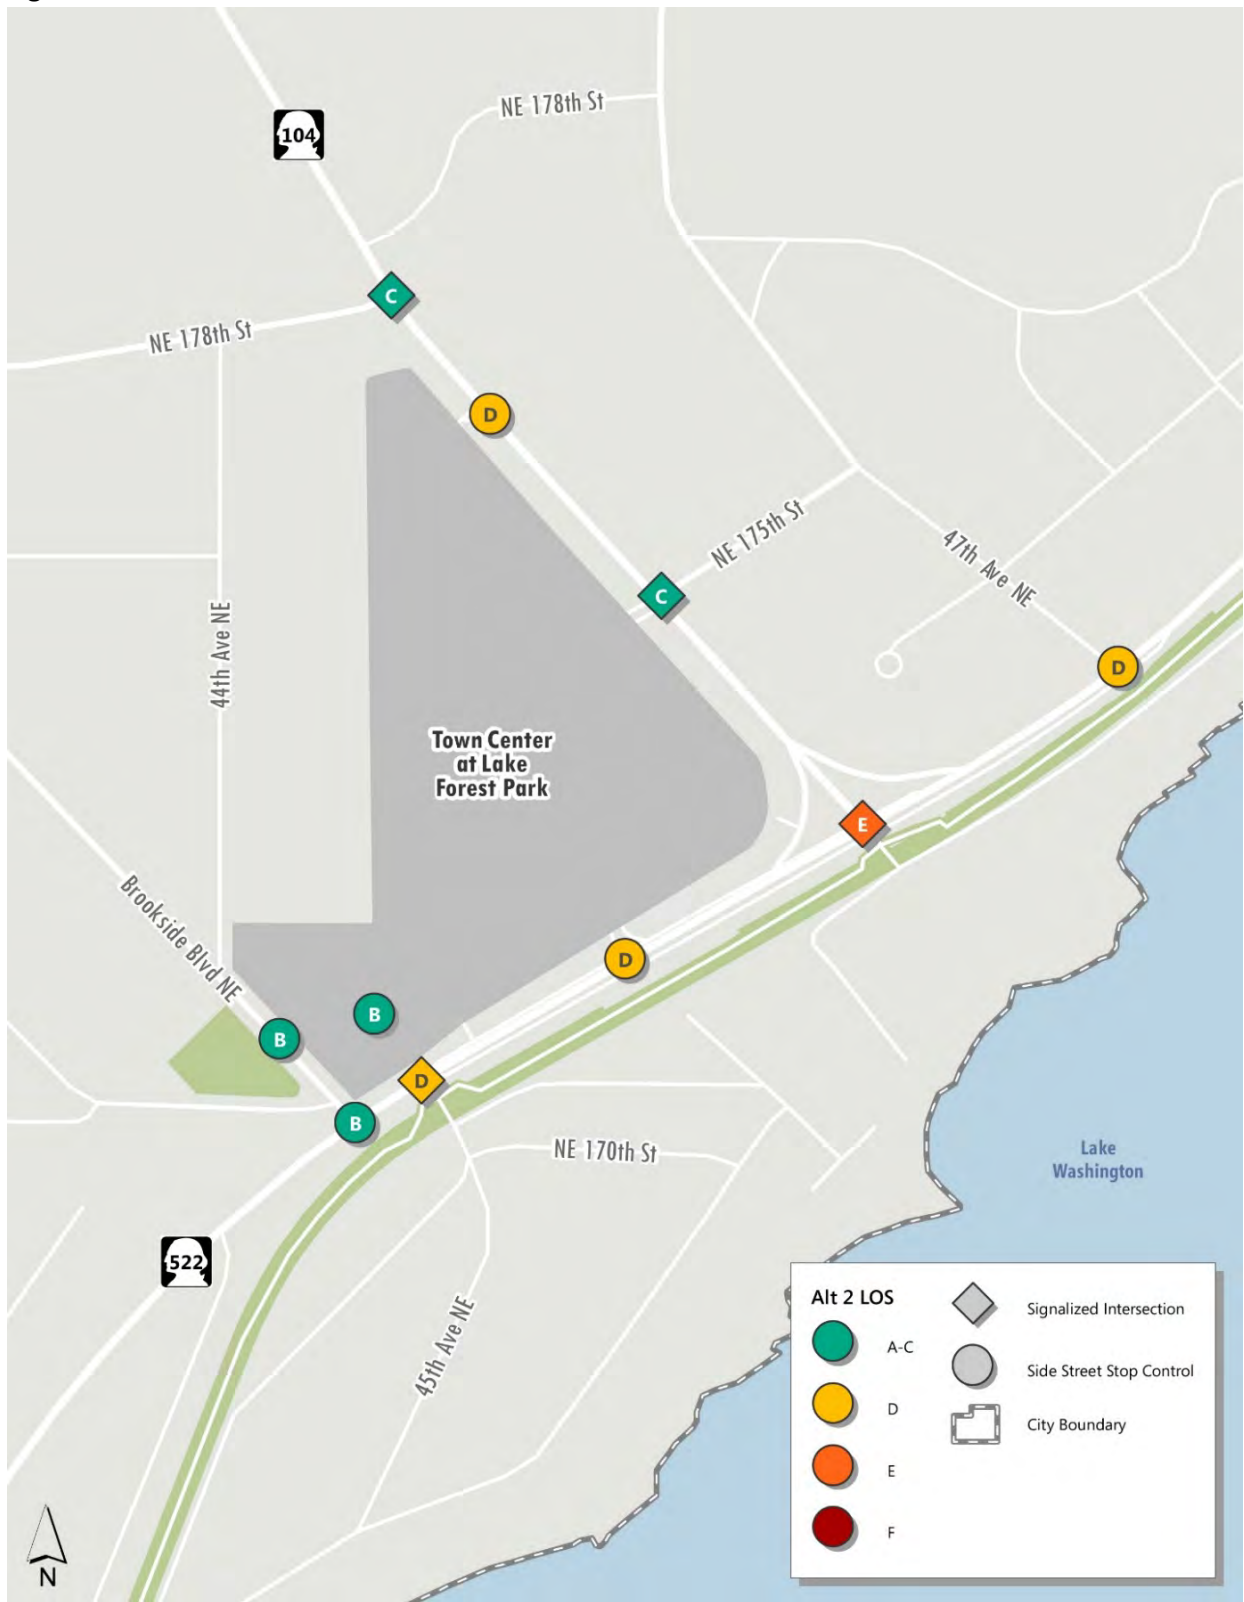 NE 178th St
104
C
NE 178th St
D
NE 175th St
C
47th Ave NE
44th Ave NE
D
Town Center
at Lake
Forest Park
E
Brookside Blvd NE
D
B
B
D
B
NE 170th St
Lake
Washington
522
45th Ave NE
Alt 2 LOS
A-C
D
E
F
Signalized Intersection
Side Street Stop Control
City Boundary
N